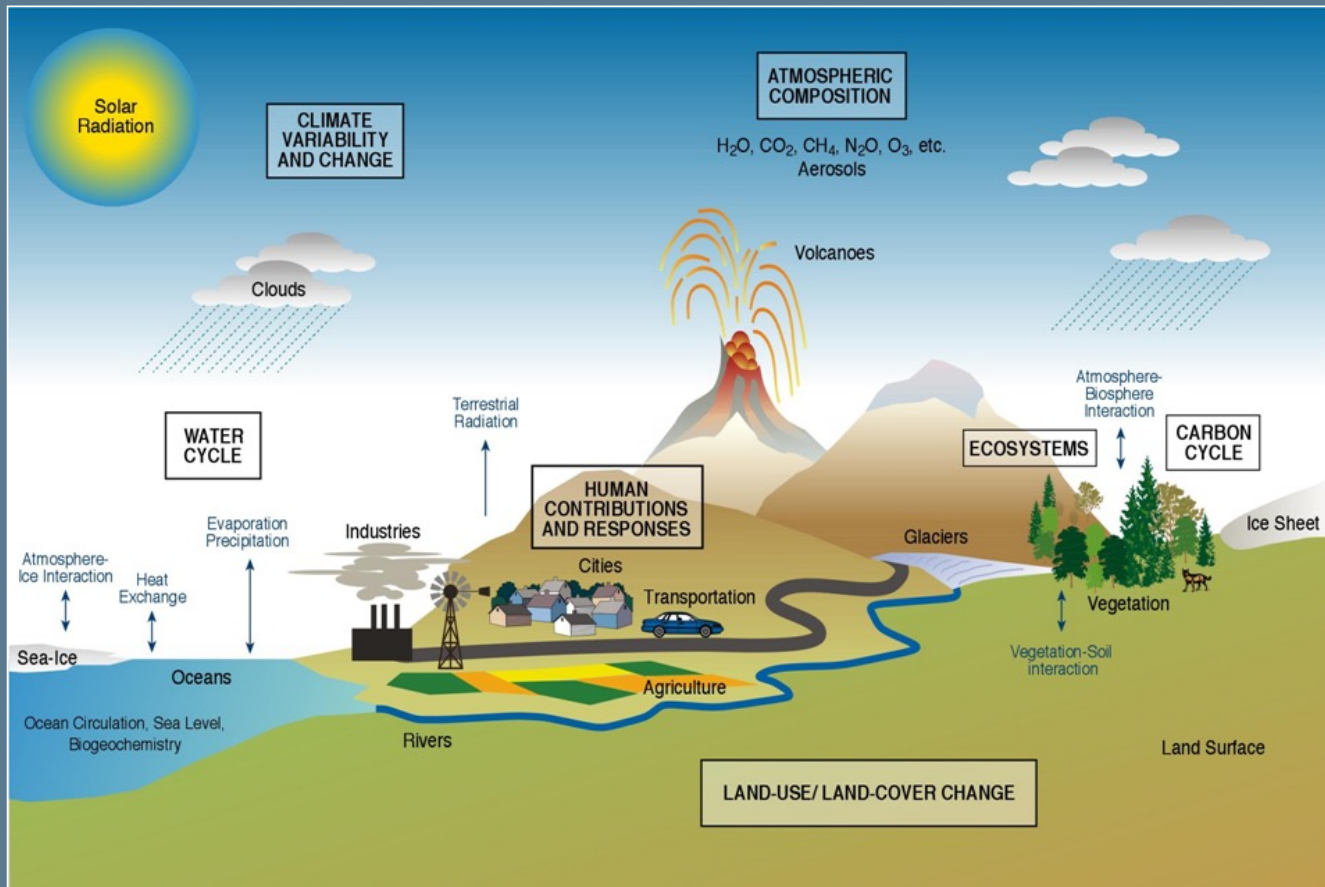 Solar
Radiation
CLIMATE
VARIABILITY
AND CHANGE
ATMOSPHERIC
COMPOSITION
H₂O, CO₂, CH₄, N₂O, O₃, etc.
Aerosols
Volcanoes
Clouds
WATER
CYCLE
Terrestrial
Radiation
Atmosphere-
Biosphere
Interaction
ECOSYSTEMS
CARBON
CYCLE
HUMAN
CONTRIBUTIONS
AND RESPONSES
Industries
Evaporation
Precipitation
Atmosphere-
Ice Interaction
Heat
Exchange
Cities
Transportation
Glaciers
Ice Sheet
Vegetation
Sea-Ice
Oceans
Agriculture
Vegetation-Soil
interaction
Ocean Circulation, Sea Level,
Biogeochemistry
Rivers
Land Surface
LAND-USE/ LAND-COVER CHANGE